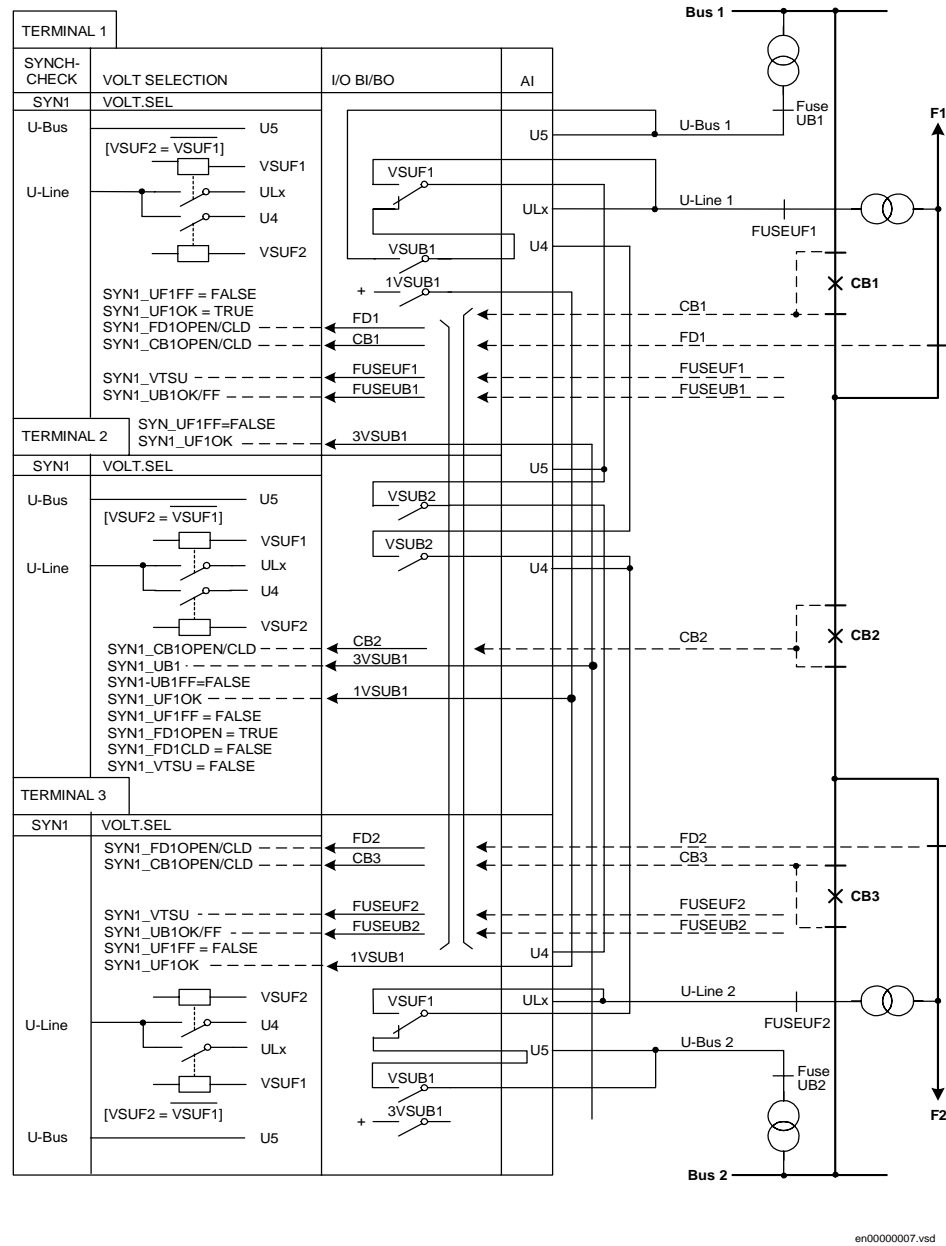 Bus 1
TERMINAL 1
SYNCH-
CHECK
VOLT SELECTION
I/O BI/BO
AI
SYN1
VOLT.SEL
Fuse
UB1
F1
U-Bus
U5
U5
U-Bus 1
[VSUF2 = VSUF1]
VSUF1
VSUF1
U-Line
ULx
ULx
U-Line 1
U4
FUSEUF1
VSUF2
VSUB1
U4
1VSUB1
+
CB1
SYN1_UF1FF = FALSE
SYN1_UF1OK = TRUE
SYN1_FD1OPEN/CLD
FD1
CB1
SYN1_CB1OPEN/CLD
CB1
FD1
SYN1_VTSU
FUSEUF1
FUSEUF1
SYN1_UB1OK/FF
FUSEUB1
FUSEUB1
SYN_UF1FF=FALSE
TERMINAL 2
SYN1_UF1OK
3VSUB1
SYN1
VOLT.SEL
U5
U-Bus
U5
VSUB2
[VSUF2 = VSUF1]
VSUF1
VSUB2
U-Line
ULx
U4
U4
VSUF2
SYN1_CB1OPEN/CLD
CB2
CB2
CB2
SYN1_UB1
3VSUB1
SYN1-UB1FF=FALSE
SYN1_UF1OK
1VSUB1
SYN1_UF1FF = FALSE
SYN1_FD1OPEN = TRUE
SYN1_FD1CLD = FALSE
SYN1_VTSU = FALSE
TERMINAL 3
SYN1
VOLT.SEL
SYN1_FD1OPEN/CLD
FD2
FD2
SYN1_CB1OPEN/CLD
CB3
CB3
CB3
SYN1_VTSU
FUSEUF2
FUSEUF2
SYN1_UB1OK/FF
FUSEUB2
FUSEUB2
SYN1_UF1FF = FALSE
SYN1_UF1OK
1VSUB1
U4
VSUF2
VSUF1
ULx
U-Line 2
U-Line
U4
FUSEUF2
ULx
U5
U-Bus 2
VSUF1
VSUB1
Fuse
UB2
[VSUF2 = VSUF1]
+
3VSUB1
F2
U-Bus
U5
Bus 2
en00000007.vsd